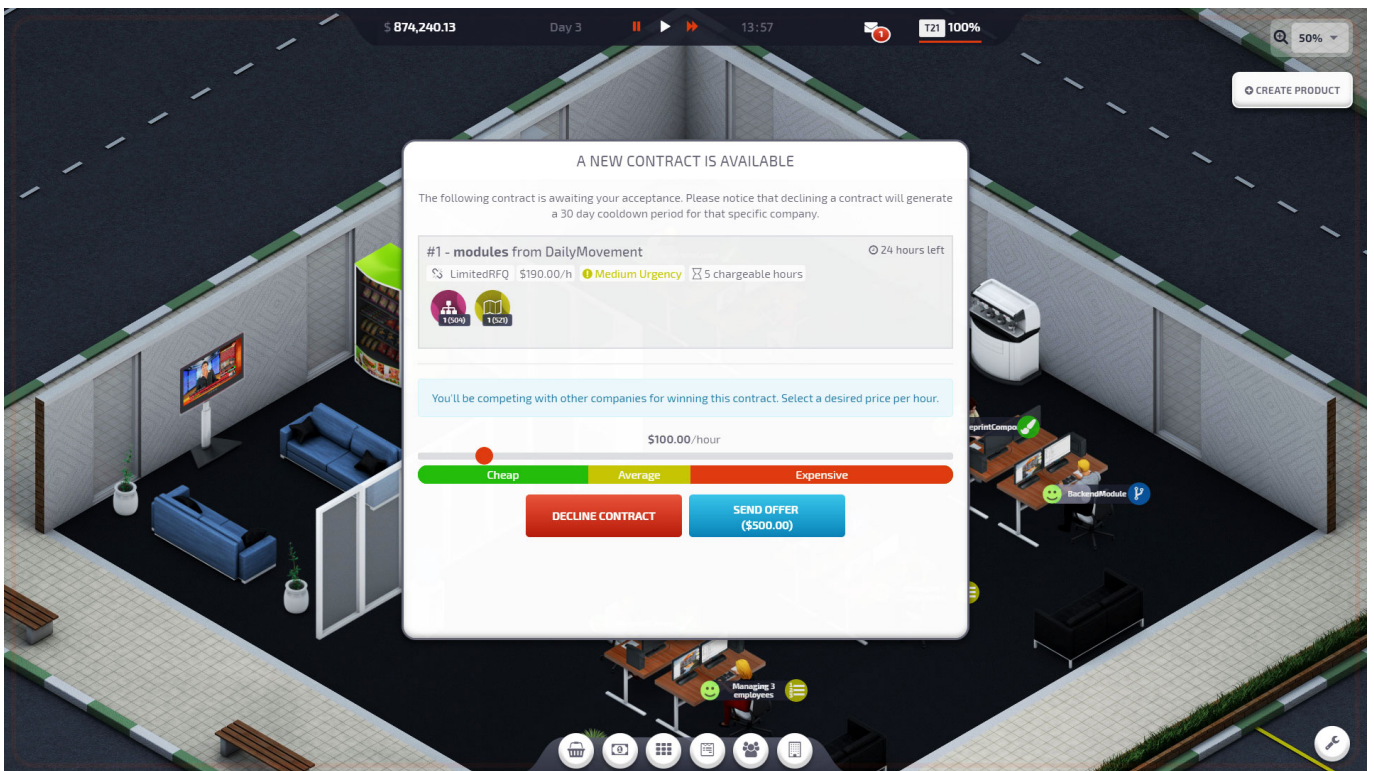 $ 874,240.13
Day 3
13:57
1
T21 100%
50%
CREATE PRODUCT
A NEW CONTRACT IS AVAILABLE
The following contract is awaiting your acceptance. Please notice that declining a contract will generate
a 30 day cooldown period for that specific company.
#1 - modules from DailyMovement
24 hours left
LimitedRFQ $190.00/h Medium Urgency 5 chargeable hours
1 (504) 1 (521)
You'll be competing with other companies for winning this contract. Select a desired price per hour.
$100.00/hour
Cheap Average Expensive
DECLINE CONTRACT
SEND OFFER
($500.00)
eprintCompo
BackendModule
Managing 3
employees